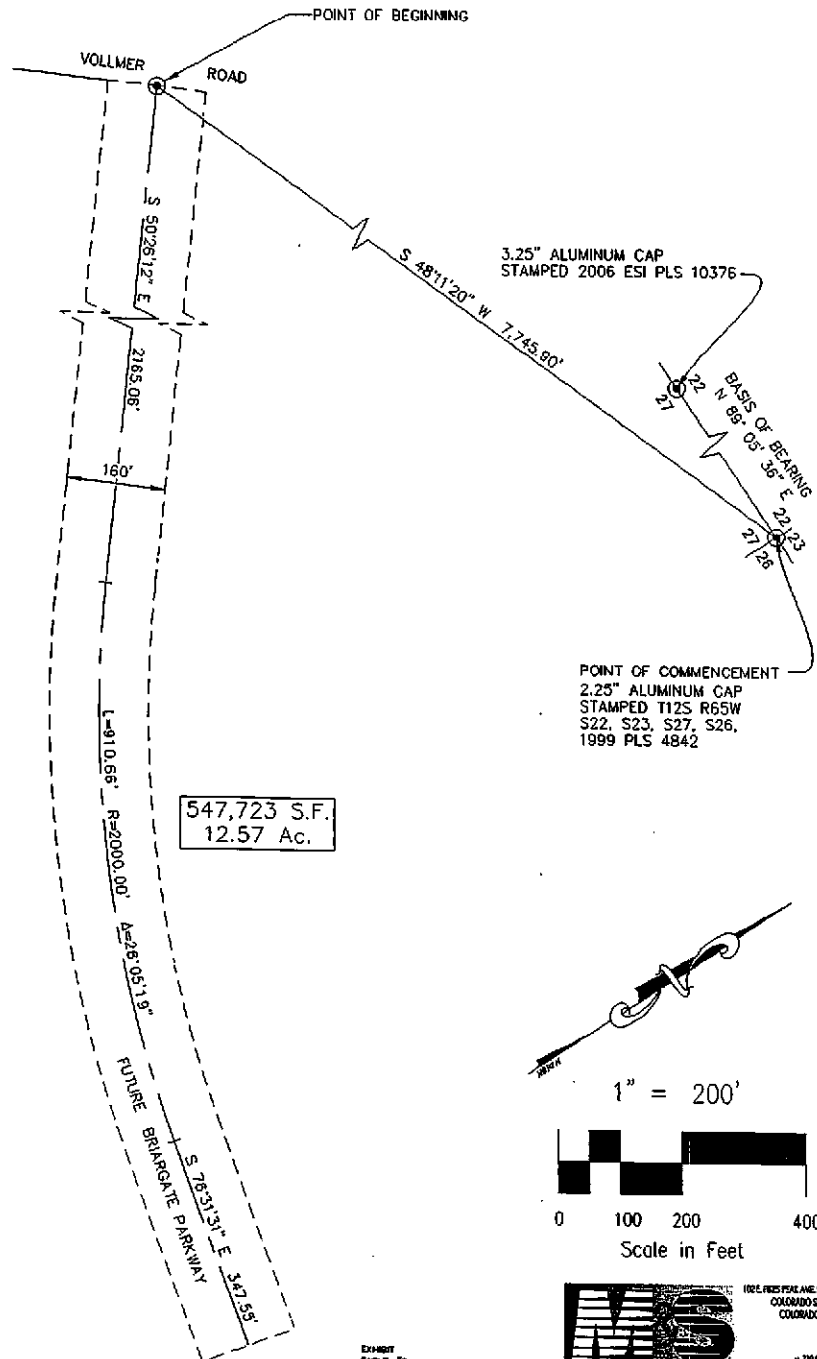 POINT OF BEGINNING
VOLLMER ROAD
S 50°26'12" E
2165.06'
S 48°11'20" W 7,745.90'
3.25" ALUMINUM CAP
STAMPED 2006 ESI PLS 10376
22
27
BASIS OF BEARING
N 89° 05' 36" E
22 23
27 26
160'
POINT OF COMMENCEMENT
2.25" ALUMINUM CAP
STAMPED T12S R65W
S22, S23, S27, S26,
1999 PLS 4842
L=910.66' R=2000.00' Δ=26°05'19"
547,723 S.F.
12.57 Ac.
FUTURE BRIARGATE PARKWAY
S 76°31'31" E 347.55'
1" = 200'
0 100 200 400
Scale in Feet
COLORADO
EXHIBIT